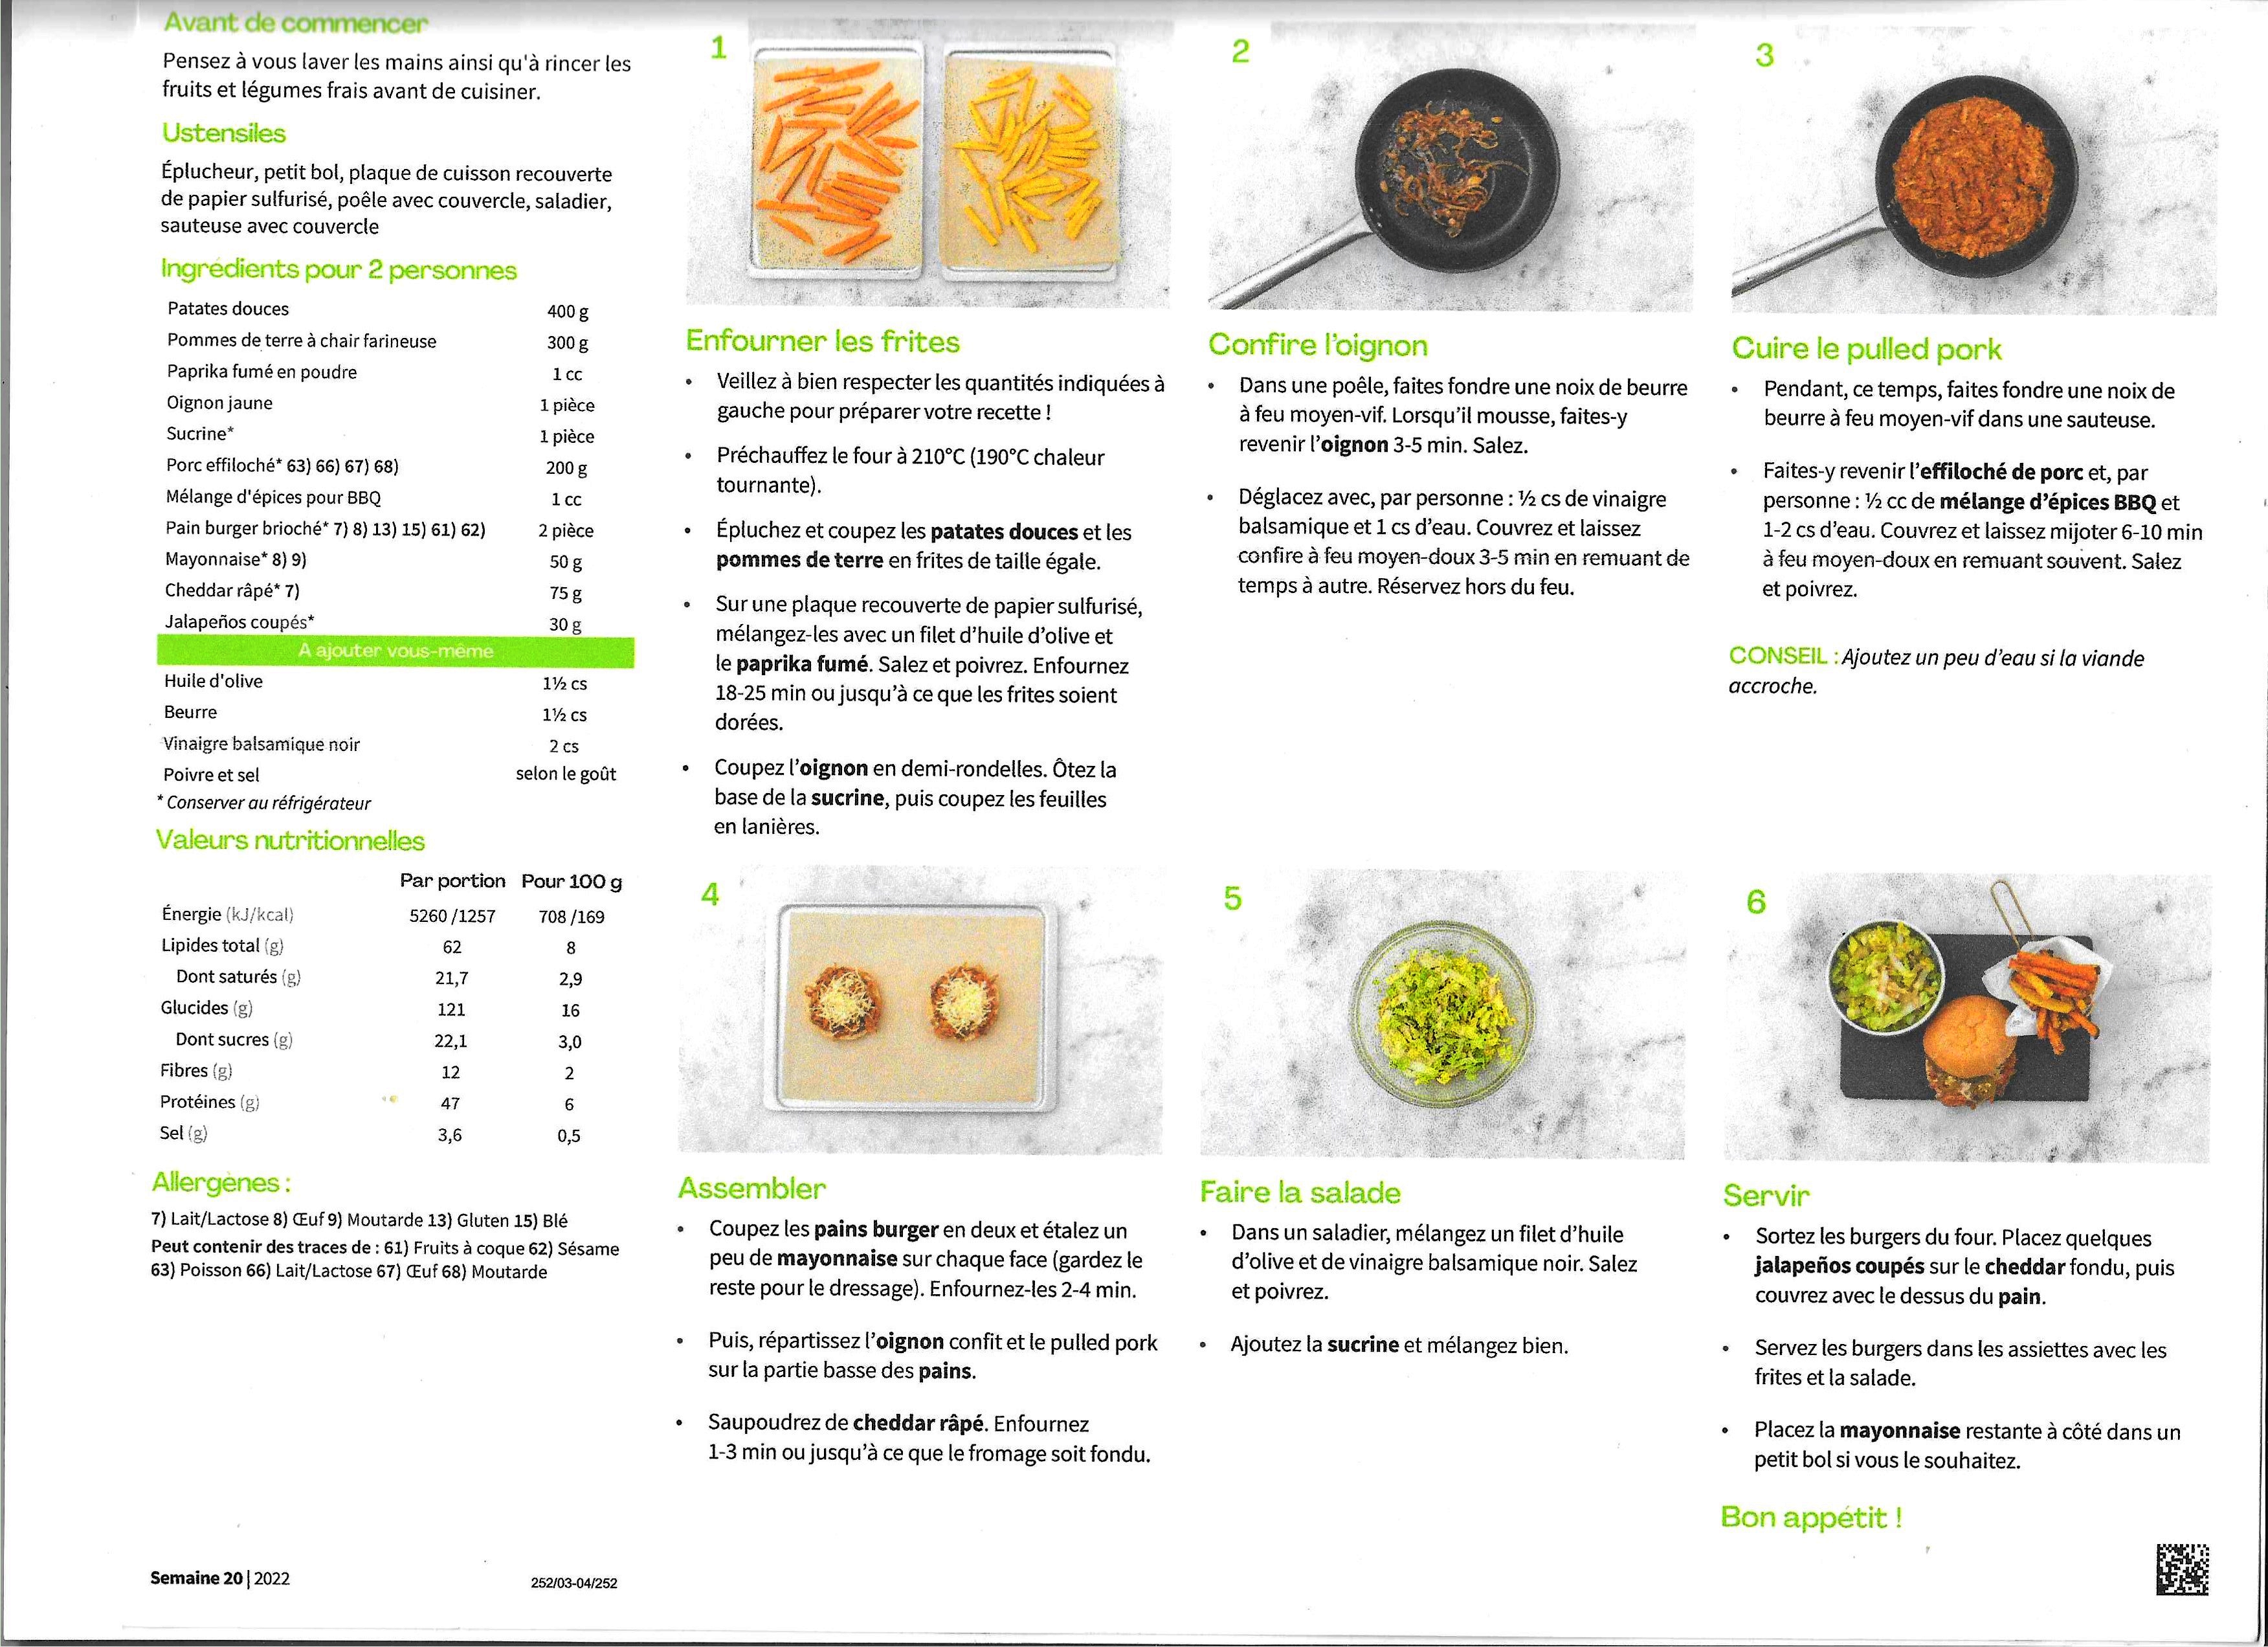 Avant de commencer
Pensez à vous laver les mains ainsi qu'à rincer les
fruits et légumes frais avant de cuisiner.
Ustensiles
Éplucheur, petit bol, plaque de cuisson recouverte
de papier sulfurisé, poêle avec couvercle, saladier,
sauteuse avec couvercle
Ingrédients pour 2 personnes
Patates douces 400 g
Pommes de terre à chair farineuse 300 g
Paprika fumé en poudre 1 cc
Oignon jaune 1 pièce
Sucrine* 1 pièce
Porc effiloché* 63) 66) 67) 68) 200 g
Mélange d'épices pour BBQ 1 cc
Pain burger brioché* 7) 8) 13) 15) 61) 62) 2 pièce
Mayonnaise* 8) 9) 50 g
Cheddar râpé* 7) 75 g
Jalapeños coupés* 30 g
A ajouter vous-même
Huile d'olive 1½ cs
Beurre 1½ cs
Vinaigre balsamique noir 2 cs
Poivre et sel selon le goût
* Conserver au réfrigérateur
Valeurs nutritionnelles
Par portion Pour 100 g
Énergie (kJ/kcal) 5260 /1257 708 /169
Lipides total (g) 62 8
Dont saturés (g) 21,7 2,9
Glucides (g) 121 16
Dont sucres (g) 22,1 3,0
Fibres (g) 12 2
Protéines (g) 47 6
Sel (g) 3,6 0,5
Allergènes :
7) Lait/Lactose 8) Œuf 9) Moutarde 13) Gluten 15) Blé
Peut contenir des traces de : 61) Fruits à coque 62) Sésame
63) Poisson 66) Lait/Lactose 67) Œuf 68) Moutarde
Semaine 20 | 2022
252/03-04/252
1
Enfourner les frites
• Veillez à bien respecter les quantités indiquées à
gauche pour préparer votre recette !
• Préchauffez le four à 210°C (190°C chaleur
tournante).
• Épluchez et coupez les patates douces et les
pommes de terre en frites de taille égale.
• Sur une plaque recouverte de papier sulfurisé,
mélangez-les avec un filet d'huile d'olive et
le paprika fumé. Salez et poivrez. Enfournez
18-25 min ou jusqu'à ce que les frites soient
dorées.
• Coupez l'oignon en demi-rondelles. Ôtez la
base de la sucrine, puis coupez les feuilles
en lanières.
2
Confire l'oignon
• Dans une poêle, faites fondre une noix de beurre
à feu moyen-vif. Lorsqu'il mousse, faites-y
revenir l'oignon 3-5 min. Salez.
• Déglacez avec, par personne : ½ cs de vinaigre
balsamique et 1 cs d'eau. Couvrez et laissez
confire à feu moyen-doux 3-5 min en remuant de
temps à autre. Réservez hors du feu.
3
Cuire le pulled pork
• Pendant, ce temps, faites fondre une noix de
beurre à feu moyen-vif dans une sauteuse.
• Faites-y revenir l'effiloché de porc et, par
personne : ½ cc de mélange d'épices BBQ et
1-2 cs d'eau. Couvrez et laissez mijoter 6-10 min
à feu moyen-doux en remuant souvent. Salez
et poivrez.
CONSEIL : Ajoutez un peu d'eau si la viande
accroche.
4
Assembler
• Coupez les pains burger en deux et étalez un
peu de mayonnaise sur chaque face (gardez le
reste pour le dressage). Enfournez-les 2-4 min.
• Puis, répartissez l'oignon confit et le pulled pork
sur la partie basse des pains.
• Saupoudrez de cheddar râpé. Enfournez
1-3 min ou jusqu'à ce que le fromage soit fondu.
5
Faire la salade
• Dans un saladier, mélangez un filet d'huile
d'olive et de vinaigre balsamique noir. Salez
et poivrez.
• Ajoutez la sucrine et mélangez bien.
6
Servir
• Sortez les burgers du four. Placez quelques
jalapeños coupés sur le cheddar fondu, puis
couvrez avec le dessus du pain.
• Servez les burgers dans les assiettes avec les
frites et la salade.
• Placez la mayonnaise restante à côté dans un
petit bol si vous le souhaitez.
Bon appétit !